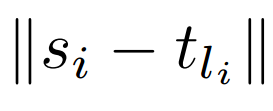 \| s_i - t_{l_i} \|